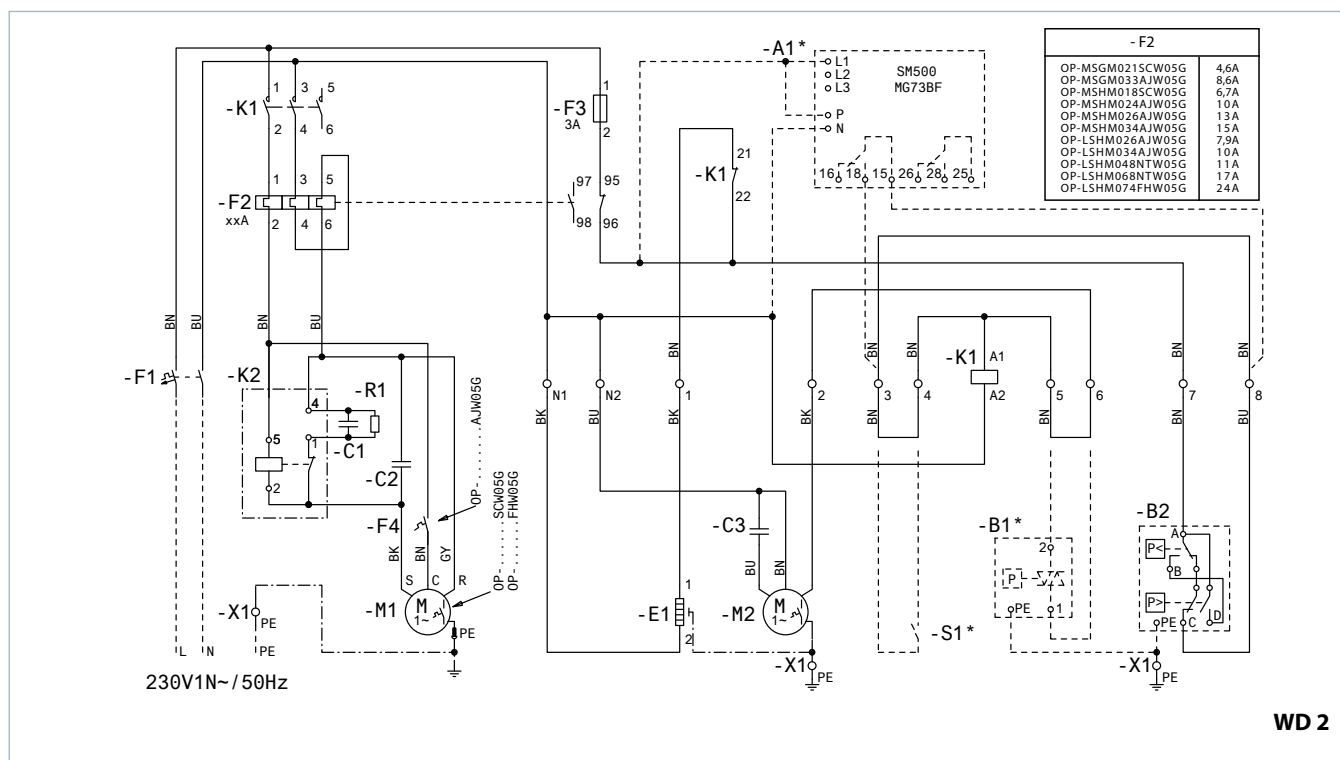 -F2
OP-MSGM021SCW05G 4,6A
OP-MSGM033AJW05G 8,6A
OP-MSHM018SCW05G 6,7A
OP-MSHM024AJW05G 10A
OP-MSHM026AJW05G 13A
OP-MSHM034AJW05G 15A
OP-LSHM026AJW05G 7,9A
OP-LSHM034AJW05G 10A
OP-LSHM048NTW05G 11A
OP-LSHM068NTW05G 17A
OP-LSHM074FHW05G 24A
-A1*
L1
L2
L3
SM500
MG73BF
P
N
16 18 15 26 28 25
1 3 5
-K1
2 4 6
1
-F3
3A
2
21
-K1
22
1 3 5
-F2
xxA
2 4 6
97 95
98 96
BN BU BN BU BN BN BN BN BN BN BN
-F1
-K2
4
-R1
5
1
-C1
2
-C2
N1 N2 1 2 3 4 5 6 7 8
BK BU BK BK BN BU
-K1 A1
A2
-F4
OP-.......AJW05G
OP-.......SCW05G
OP-.......FHW05G
BK BN GY
S C R
-M1
M
1~
PE
-X1
PE
L N PE
230V1N~/50Hz
-C3
BU BN
1
-E1
2
-M2
M
1~
-X1
PE
-S1*
-B1*
2
P
PE 1
-B2
A
P<
B
P>
PE C D
-X1
PE
WD 2